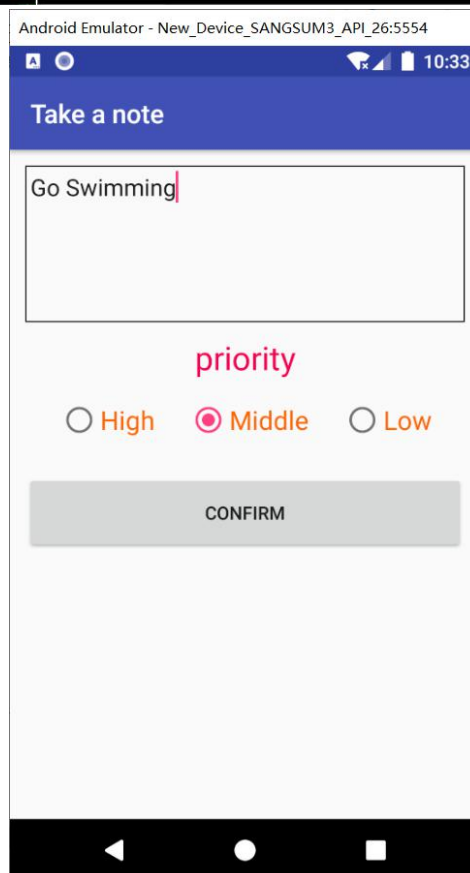 Android Emulator - New_Device_SANGSUM3_API_26:5554
A 10:33
Take a note
Go Swimming
priority
High Middle Low
CONFIRM